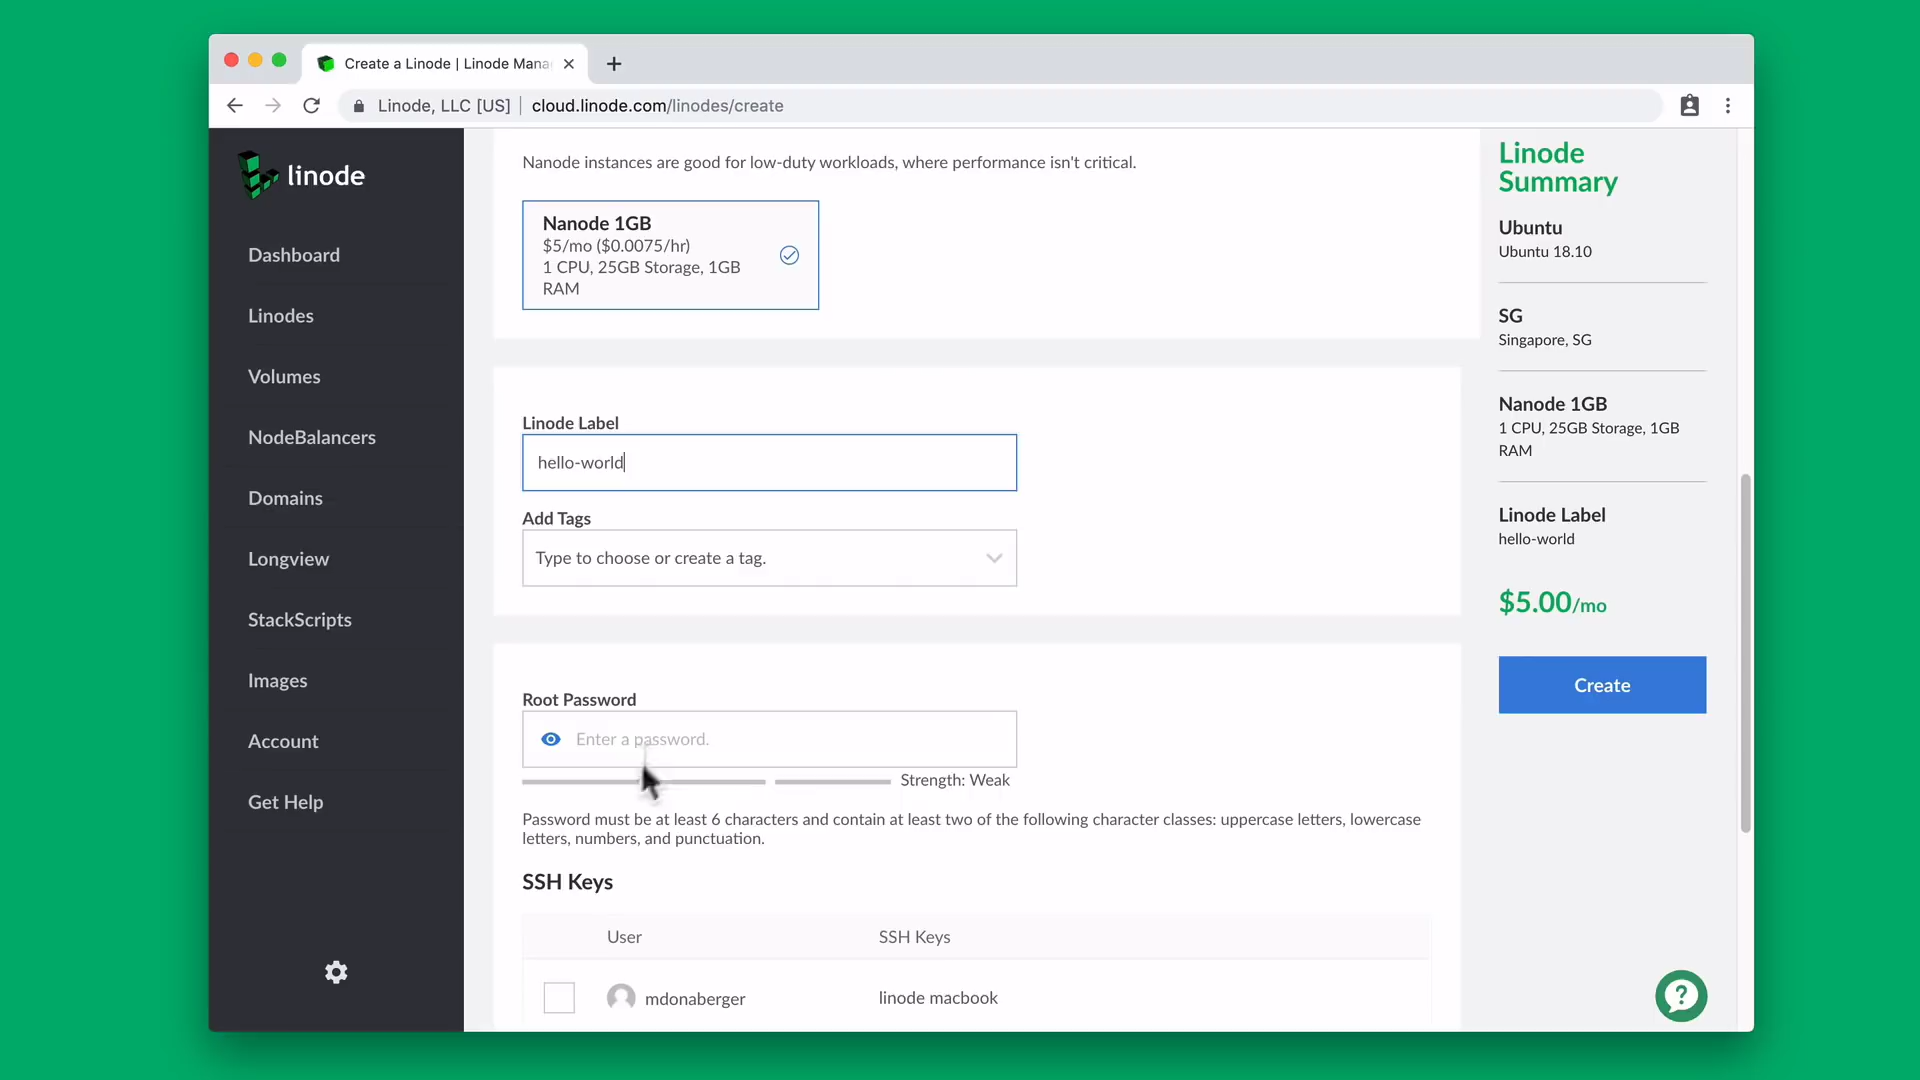 Create a Linode | Linode Mana
Linode, LLC [US] | cloud.linode.com/linodes/create
linode
Dashboard
Linodes
Volumes
NodeBalancers
Domains
Longview
StackScripts
Images
Account
Get Help
Nanode instances are good for low-duty workloads, where performance isn't critical.
Nanode 1GB
$5/mo ($0.0075/hr)
1 CPU, 25GB Storage, 1GB
RAM
Linode Label
hello-world
Add Tags
Type to choose or create a tag.
Root Password
Enter a password.
Strength: Weak
Password must be at least 6 characters and contain at least two of the following character classes: uppercase letters, lowercase
letters, numbers, and punctuation.
SSH Keys
User SSH Keys
mdonaberger linode macbook
Linode
Summary
Ubuntu
Ubuntu 18.10
SG
Singapore, SG
Nanode 1GB
1 CPU, 25GB Storage, 1GB
RAM
Linode Label
hello-world
$5.00/mo
Create
?